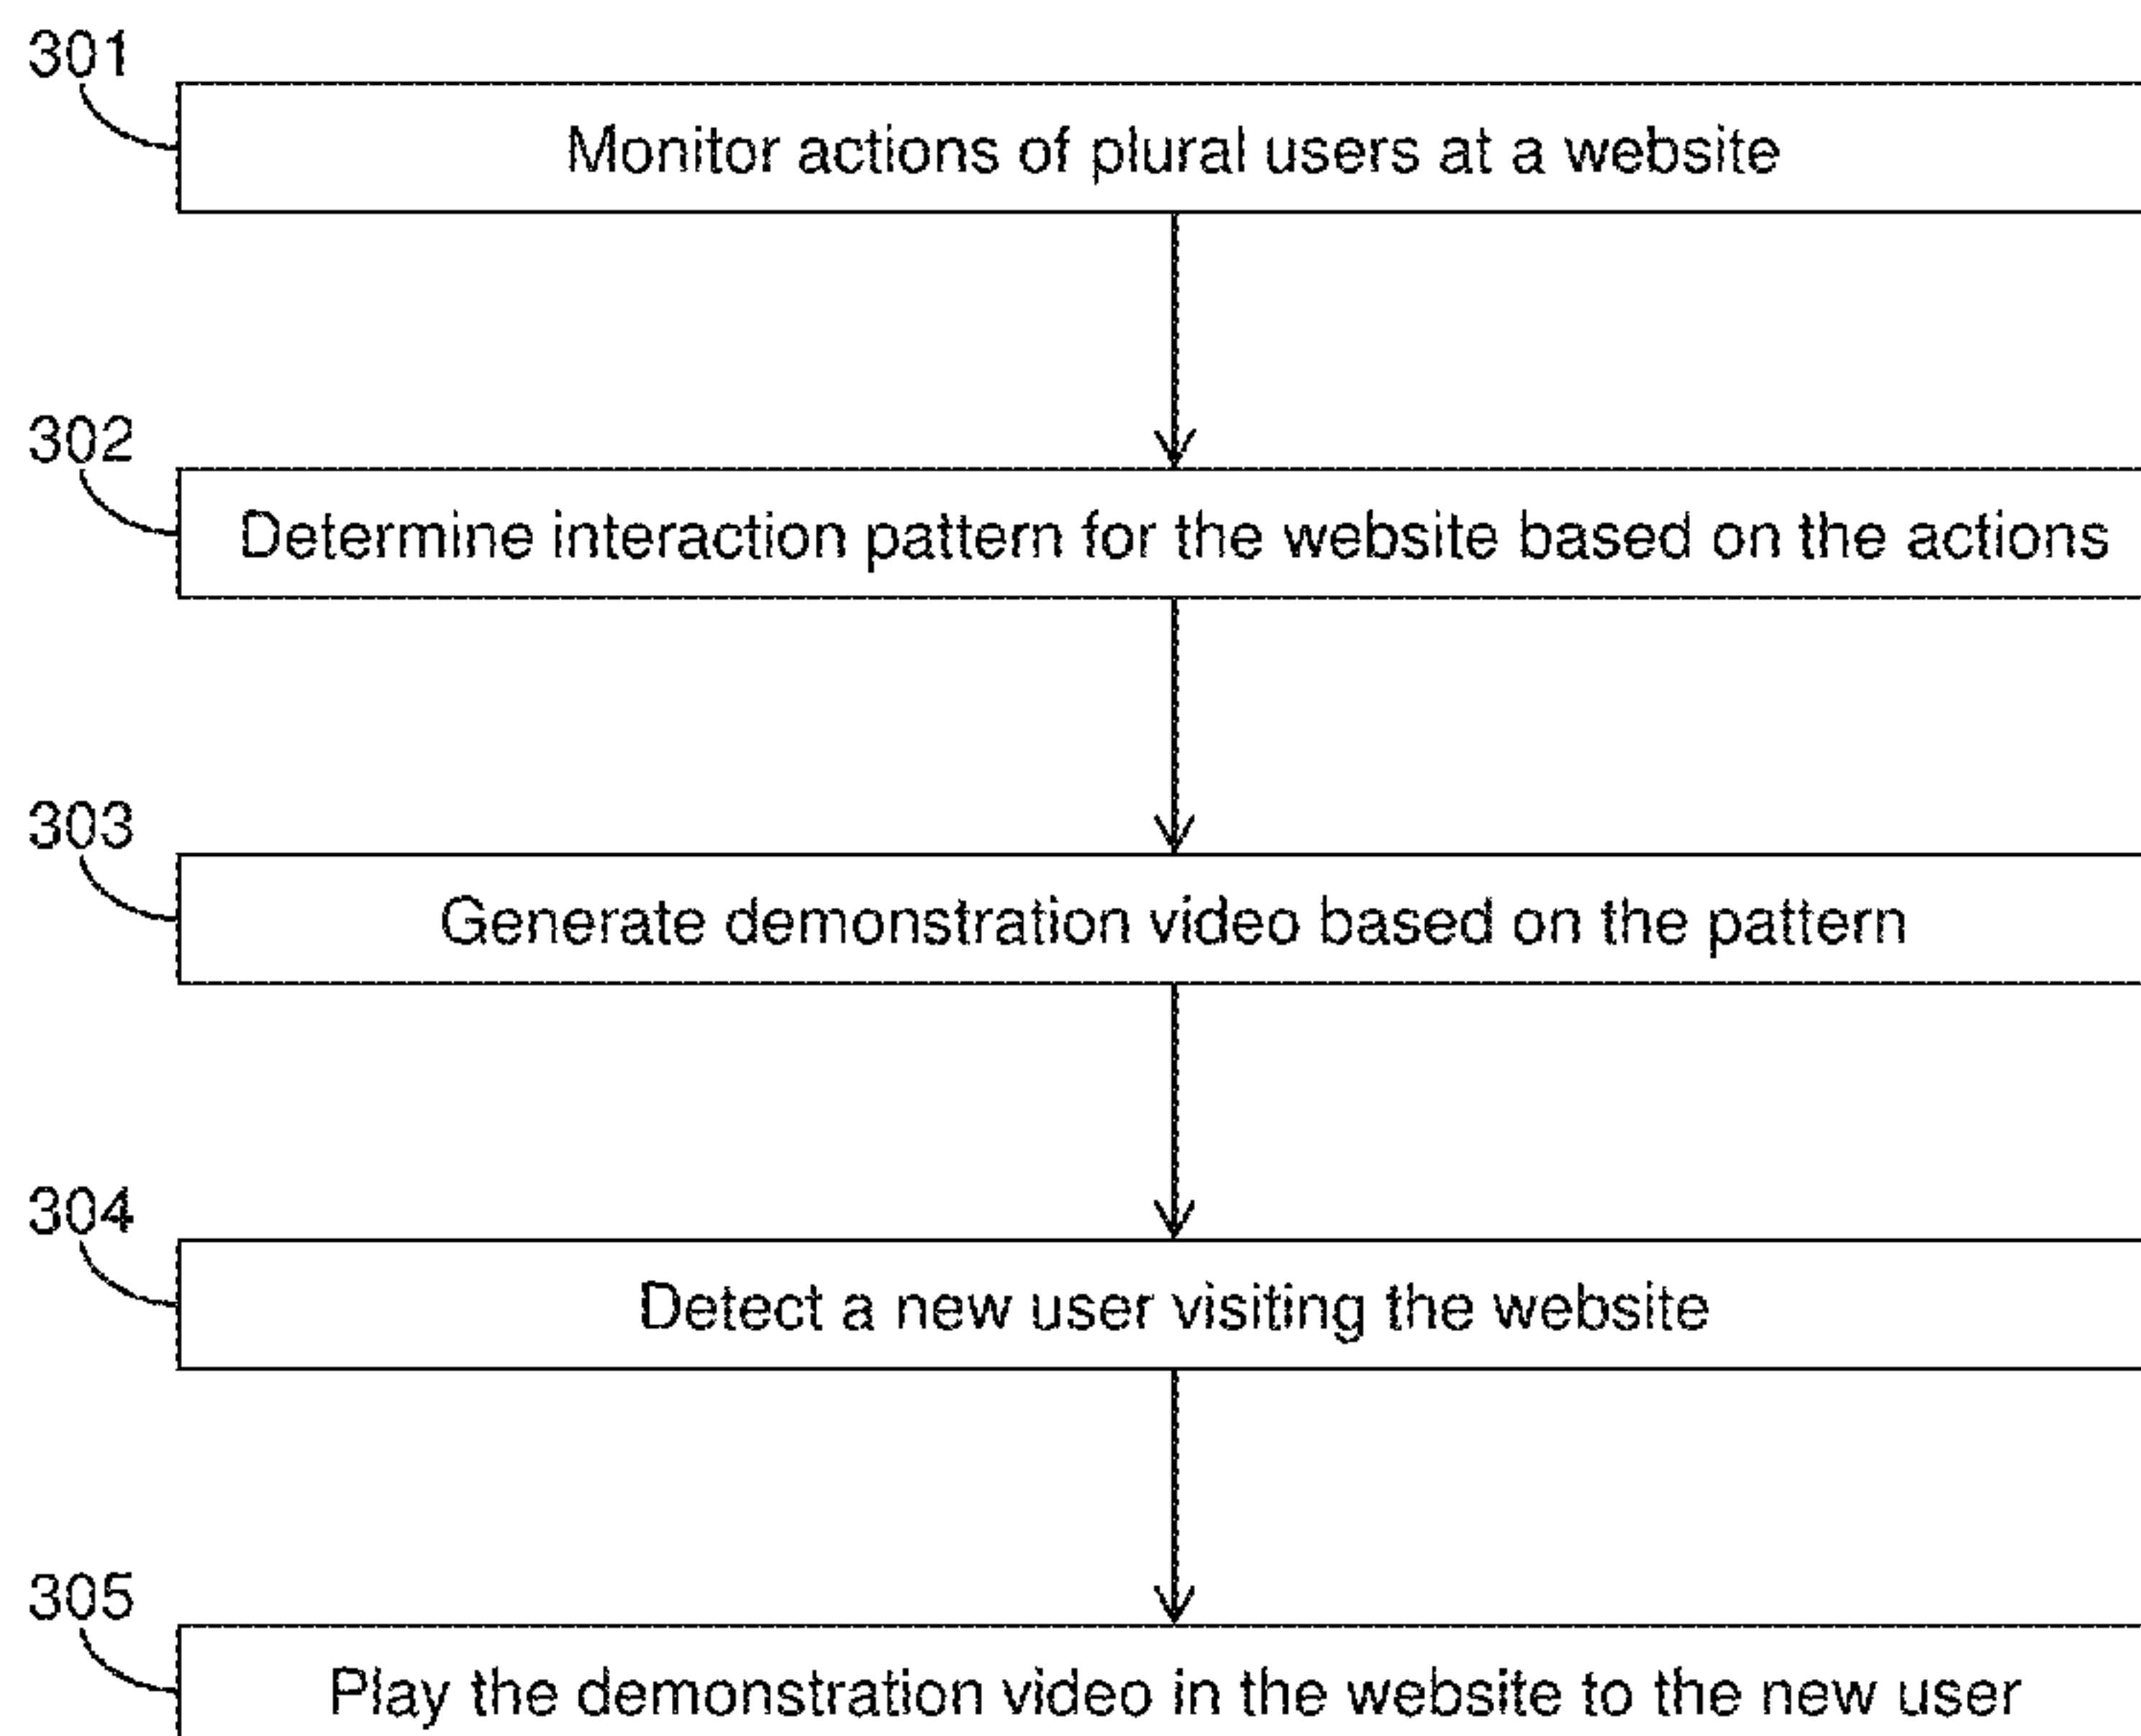 301
Monitor actions of plural users at a website
302
Determine interaction pattern for the website based on the actions
303
Generate demonstration video based on the pattern
304
Detect a new user visiting the website
305
Play the demonstration video in the website to the new user